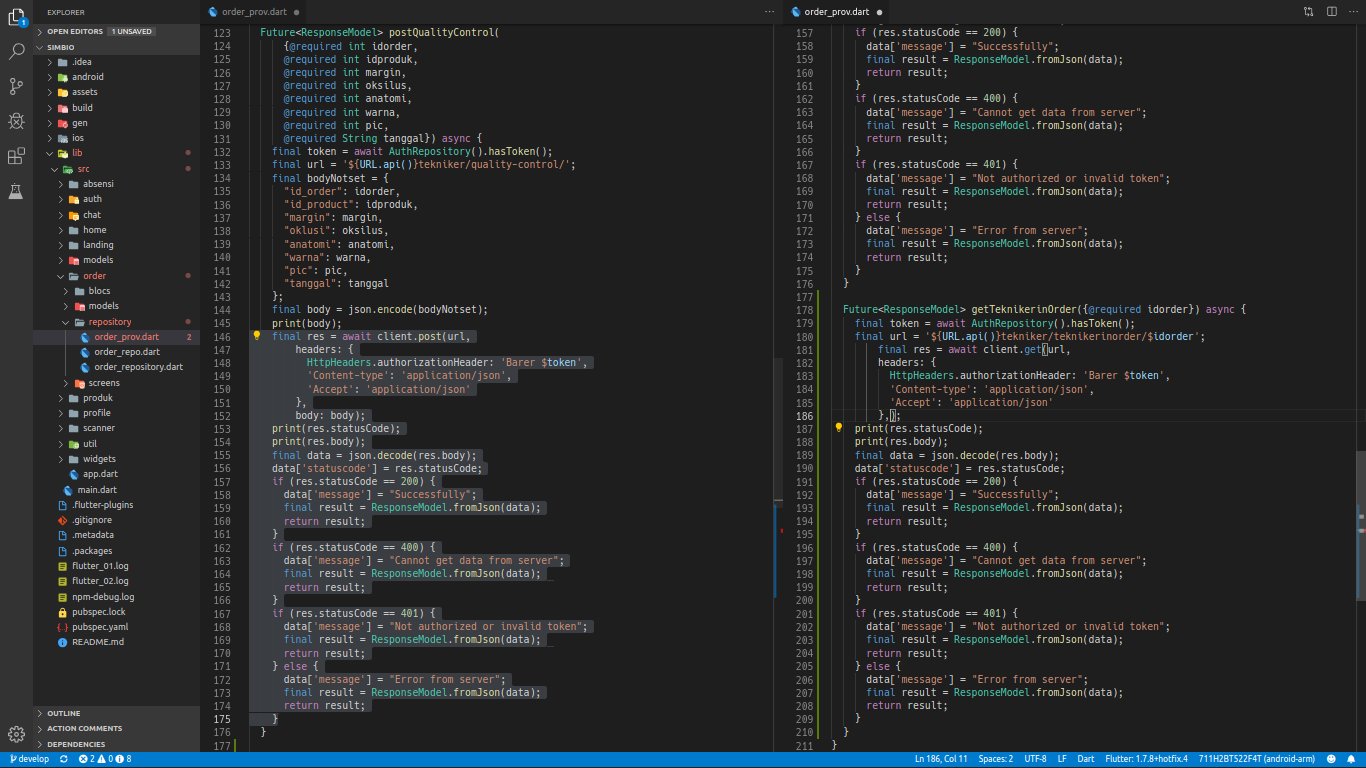 EXPLORER
OPEN EDITORS 1 UNSAVED
SIMBIO
.idea
android
assets
build
gen
ios
lib
src
absensi
auth
chat
home
landing
models
order
blocs
models
repository
order_prov.dart 2
order_repo.dart
order_repository.dart
screens
produk
profile
scanner
util
widgets
app.dart
main.dart
.flutter-plugins
.gitignore
.metadata
.packages
flutter_01.log
flutter_02.log
npm-debug.log
pubspec.lock
pubspec.yaml
README.md
OUTLINE
ACTION COMMENTS
DEPENDENCIES
order_prov.dart
123 Future<ResponseModel> postQualityControl(
124 {@required int idorder,
125 @required int idproduk,
126 @required int margin,
127 @required int oksilus,
128 @required int anatomi,
129 @required int warna,
130 @required int pic,
131 @required String tanggal}) async {
132 final token = await AuthRepository().hasToken();
133 final url = '${URL.api()}tekniker/quality-control/';
134 final bodyNotset = {
135 "id_order": idorder,
136 "id_product": idproduk,
137 "margin": margin,
138 "oklusi": oksilus,
139 "anatomi": anatomi,
140 "warna": warna,
141 "pic": pic,
142 "tanggal": tanggal
143 };
144 final body = json.encode(bodyNotset);
145 print(body);
146 final res = await client.post(url,
147 headers: {
148 HttpHeaders.authorizationHeader: 'Barer $token',
149 'Content-type': 'application/json',
150 'Accept': 'application/json'
151 },
152 body: body);
153 print(res.statusCode);
154 print(res.body);
155 final data = json.decode(res.body);
156 data['statuscode'] = res.statusCode;
157 if (res.statusCode == 200) {
158 data['message'] = "Successfully";
159 final result = ResponseModel.fromJson(data);
160 return result;
161 }
162 if (res.statusCode == 400) {
163 data['message'] = "Cannot get data from server";
164 final result = ResponseModel.fromJson(data);
165 return result;
166 }
167 if (res.statusCode == 401) {
168 data['message'] = "Not authorized or invalid token";
169 final result = ResponseModel.fromJson(data);
170 return result;
171 } else {
172 data['message'] = "Error from server";
173 final result = ResponseModel.fromJson(data);
174 return result;
175 }
176 }
177
order_prov.dart
157 if (res.statusCode == 200) {
158 data['message'] = "Successfully";
159 final result = ResponseModel.fromJson(data);
160 return result;
161 }
162 if (res.statusCode == 400) {
163 data['message'] = "Cannot get data from server";
164 final result = ResponseModel.fromJson(data);
165 return result;
166 }
167 if (res.statusCode == 401) {
168 data['message'] = "Not authorized or invalid token";
169 final result = ResponseModel.fromJson(data);
170 return result;
171 } else {
172 data['message'] = "Error from server";
173 final result = ResponseModel.fromJson(data);
174 return result;
175 }
176 }
177
178 Future<ResponseModel> getTeknikerinOrder({@required idorder}) async {
179 final token = await AuthRepository().hasToken();
180 final url = '${URL.api()}tekniker/teknikerinorder/$idorder';
181 final res = await client.get(url,
182 headers: {
183 HttpHeaders.authorizationHeader: 'Barer $token',
184 'Content-type': 'application/json',
185 'Accept': 'application/json'
186 },);
187 print(res.statusCode);
188 print(res.body);
189 final data = json.decode(res.body);
190 data['statuscode'] = res.statusCode;
191 if (res.statusCode == 200) {
192 data['message'] = "Successfully";
193 final result = ResponseModel.fromJson(data);
194 return result;
195 }
196 if (res.statusCode == 400) {
197 data['message'] = "Cannot get data from server";
198 final result = ResponseModel.fromJson(data);
199 return result;
200 }
201 if (res.statusCode == 401) {
202 data['message'] = "Not authorized or invalid token";
203 final result = ResponseModel.fromJson(data);
204 return result;
205 } else {
206 data['message'] = "Error from server";
207 final result = ResponseModel.fromJson(data);
208 return result;
209 }
210 }
211 }
develop 2 0 8 Ln 186, Col 11 Spaces: 2 UTF-8 LF Dart Flutter: 1.7.8+hotfix.4 711H2BT522F4T (android-arm)